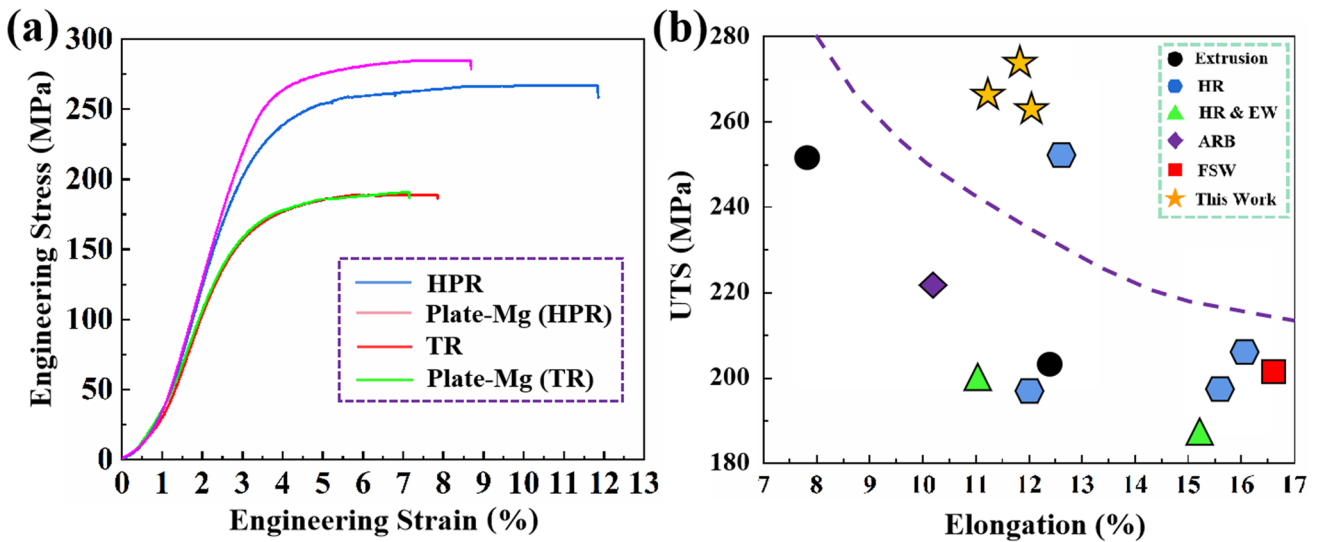 (a)
300
250
200
150
100
50
0
0 1 2 3 4 5 6 7 8 9 10 11 12 13
Engineering Stress (MPa)
Engineering Strain (%)
HPR
Plate-Mg (HPR)
TR
Plate-Mg (TR)
(b)
280
260
240
220
200
180
7 8 9 10 11 12 13 14 15 16 17
UTS (MPa)
Elongation (%)
Extrusion
HR
HR & EW
ARB
FSW
This Work